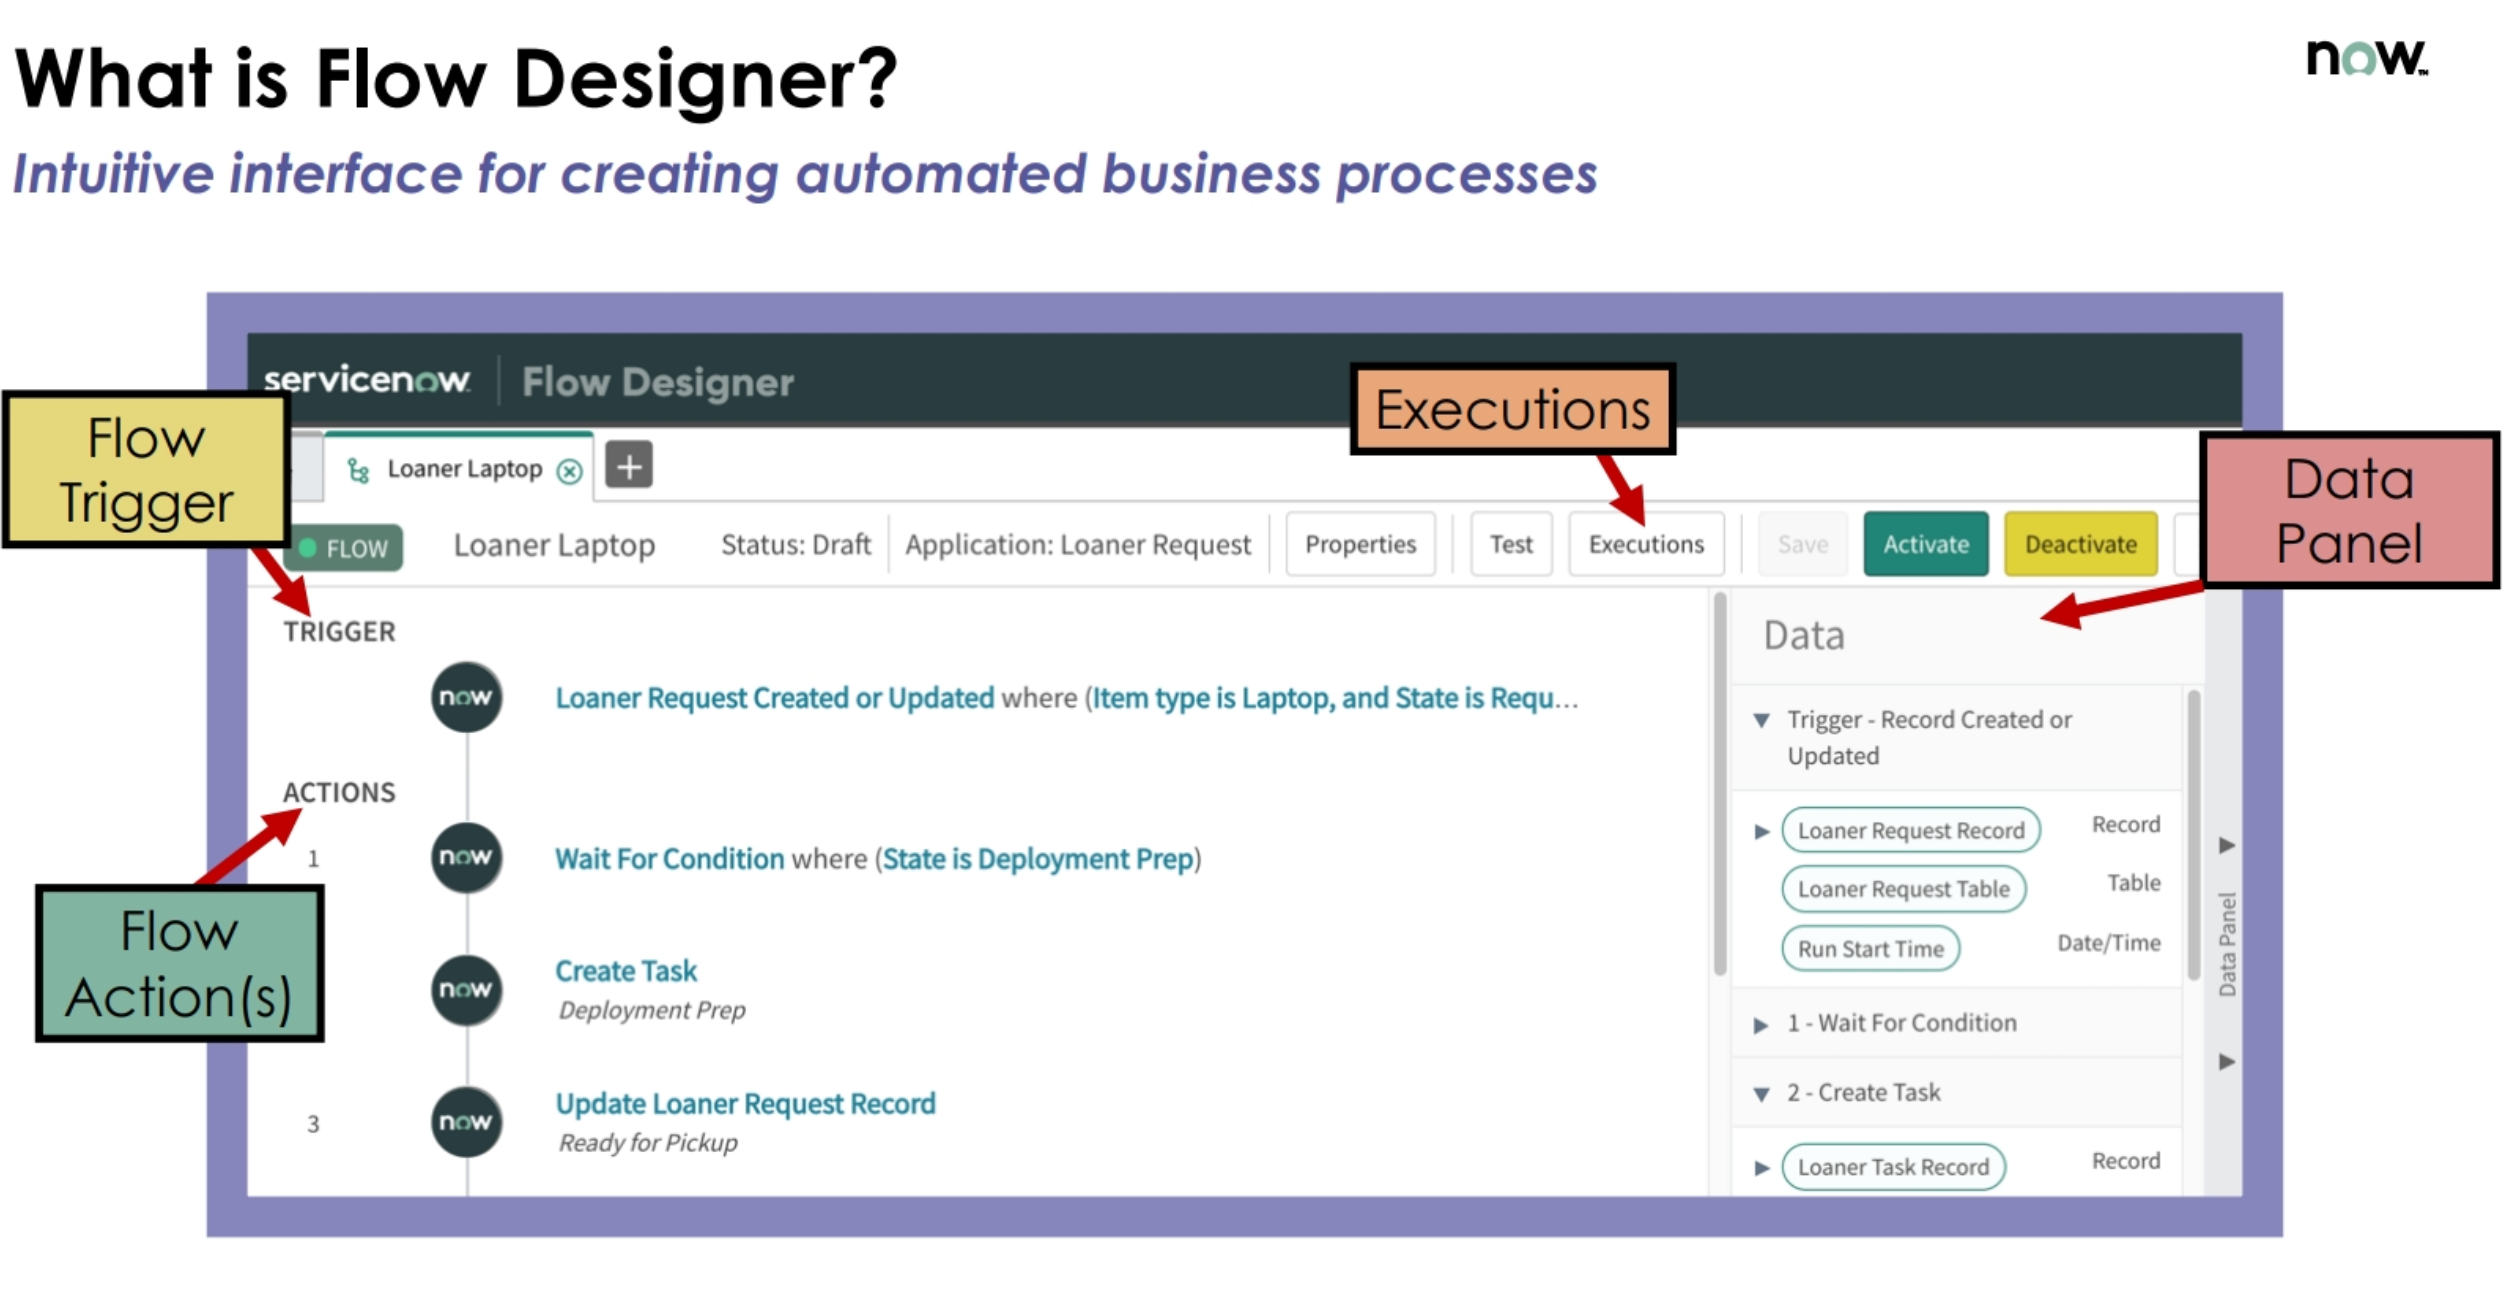 What is Flow Designer?
now™
Intuitive interface for creating automated business processes
servicenow
Flow Designer
Executions
Flow
Trigger
Data
Panel
Loaner Laptop
+
FLOW
Loaner Laptop
Status: Draft
Application: Loaner Request
Properties
Test
Executions
Save
Activate
Deactivate
TRIGGER
now
Loaner Request Created or Updated where (Item type is Laptop, and State is Requ...
ACTIONS
1
now
Wait For Condition where (State is Deployment Prep)
Flow
Action(s)
now
Create Task
Deployment Prep
3
now
Update Loaner Request Record
Ready for Pickup
Data
Trigger - Record Created or
Updated
Loaner Request Record
Record
Loaner Request Table
Table
Run Start Time
Date/Time
1 - Wait For Condition
2 - Create Task
Loaner Task Record
Record
Data Panel